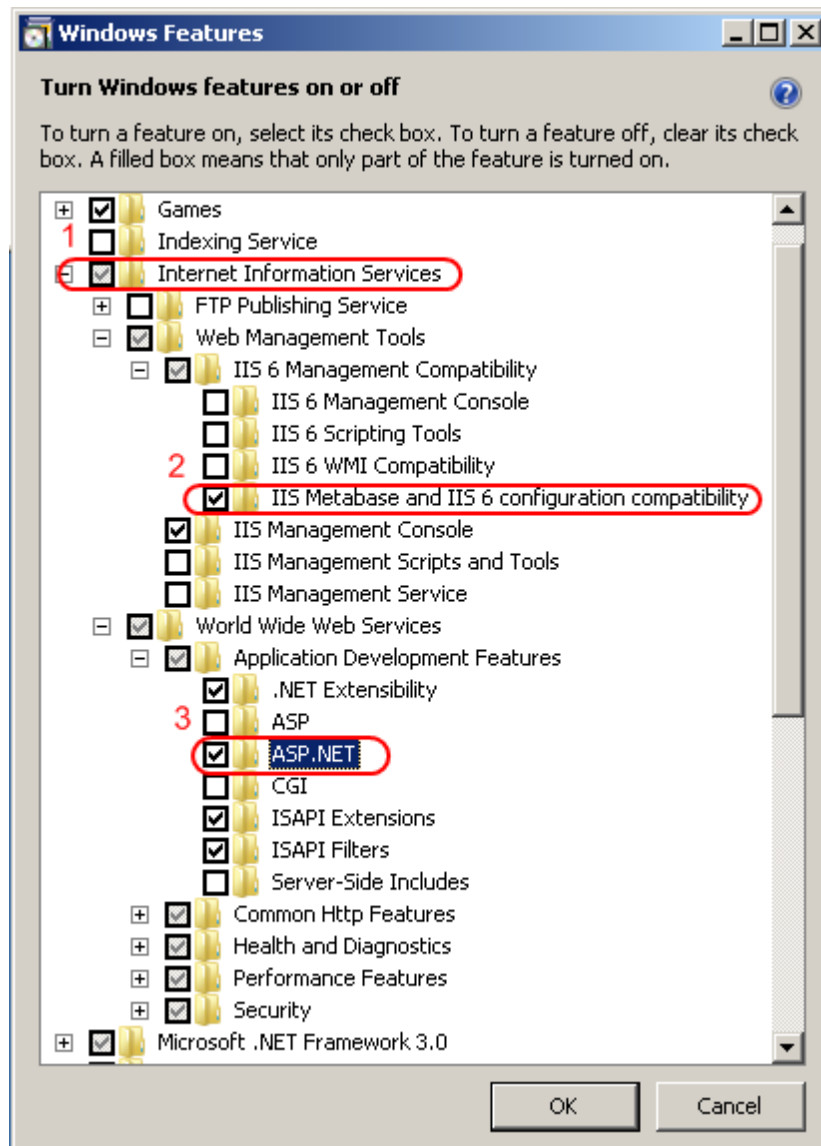 Windows Features
Turn Windows features on or off
To turn a feature on, select its check box. To turn a feature off, clear its check
box. A filled box means that only part of the feature is turned on.
Games
1
Indexing Service
Internet Information Services
FTP Publishing Service
Web Management Tools
IIS 6 Management Compatibility
IIS 6 Management Console
IIS 6 Scripting Tools
2 IIS 6 WMI Compatibility
IIS Metabase and IIS 6 configuration compatibility
IIS Management Console
IIS Management Scripts and Tools
IIS Management Service
World Wide Web Services
Application Development Features
.NET Extensibility
3 ASP
ASP.NET
CGI
ISAPI Extensions
ISAPI Filters
Server-Side Includes
Common Http Features
Health and Diagnostics
Performance Features
Security
Microsoft .NET Framework 3.0
OK Cancel